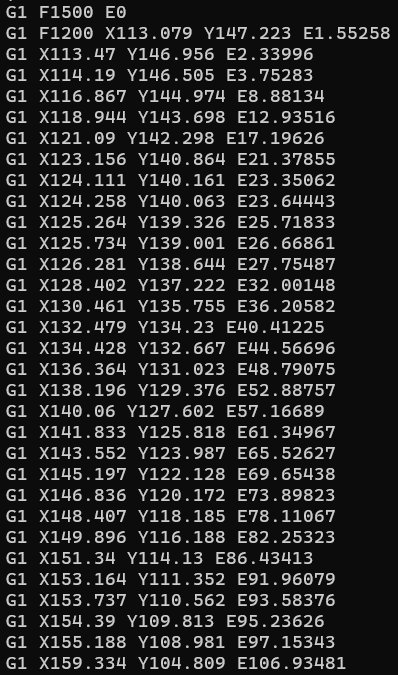 G1 F1500 E0
G1 F1200 X113.079 Y147.223 E1.55258
G1 X113.47 Y146.956 E2.33996
G1 X114.19 Y146.505 E3.75283
G1 X116.867 Y144.974 E8.88134
G1 X118.944 Y143.698 E12.93516
G1 X121.09 Y142.298 E17.19626
G1 X123.156 Y140.864 E21.37855
G1 X124.111 Y140.161 E23.35062
G1 X124.258 Y140.063 E23.64443
G1 X125.264 Y139.326 E25.71833
G1 X125.734 Y139.001 E26.66861
G1 X126.281 Y138.644 E27.75487
G1 X128.402 Y137.222 E32.00148
G1 X130.461 Y135.755 E36.20582
G1 X132.479 Y134.23 E40.41225
G1 X134.428 Y132.667 E44.56696
G1 X136.364 Y131.023 E48.79075
G1 X138.196 Y129.376 E52.88757
G1 X140.06 Y127.602 E57.16689
G1 X141.833 Y125.818 E61.34967
G1 X143.552 Y123.987 E65.52627
G1 X145.197 Y122.128 E69.65438
G1 X146.836 Y120.172 E73.89823
G1 X148.407 Y118.185 E78.11067
G1 X149.896 Y116.188 E82.25323
G1 X151.34 Y114.13 E86.43413
G1 X153.164 Y111.352 E91.96079
G1 X153.737 Y110.562 E93.58376
G1 X154.39 Y109.813 E95.23626
G1 X155.188 Y108.981 E97.15343
G1 X159.334 Y104.809 E106.93481